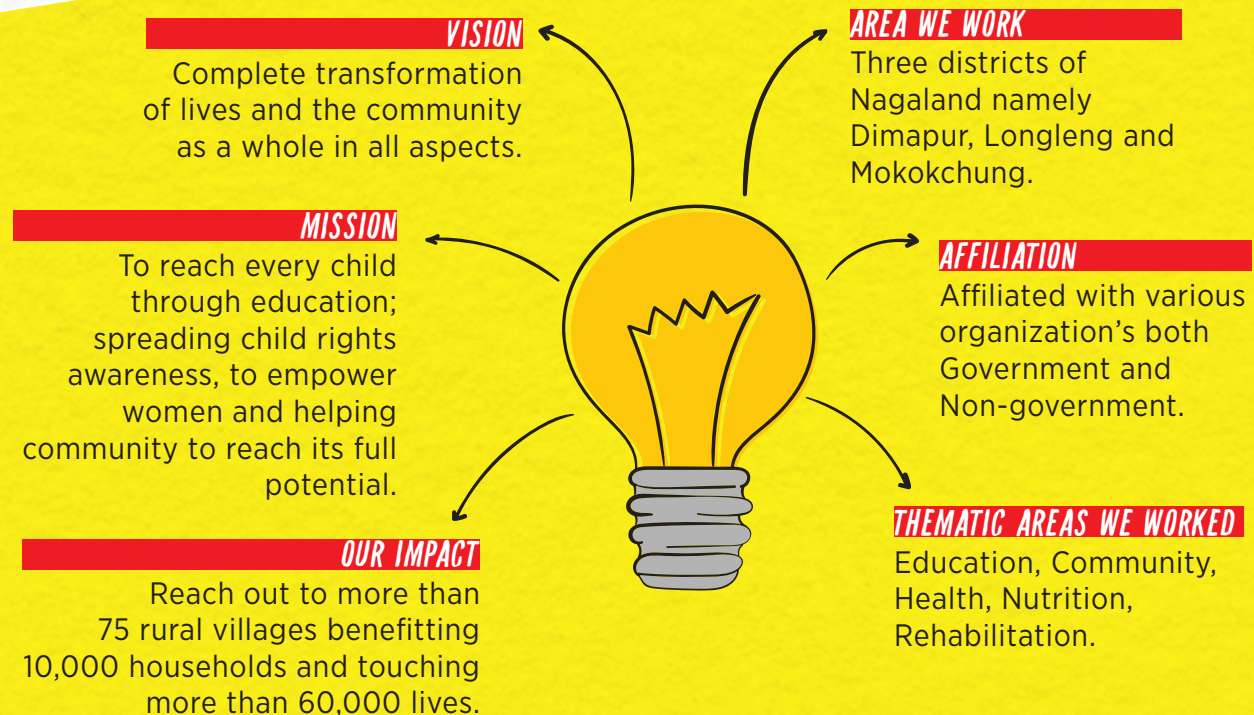 VISION
Complete transformation
of lives and the community
as a whole in all aspects.
MISSION
To reach every child
through education;
spreading child rights
awareness, to empower
women and helping
community to reach its full
potential.
OUR IMPACT
Reach out to more than
75 rural villages benefitting
10,000 households and touching
more than 60,000 lives.
AREA WE WORK
Three districts of
Nagaland namely
Dimapur, Longleng and
Mokokchung.
AFFILIATION
Affiliated with various
organization’s both
Government and
Non-government.
THEMATIC AREAS WE WORKED
Education, Community,
Health, Nutrition,
Rehabilitation.